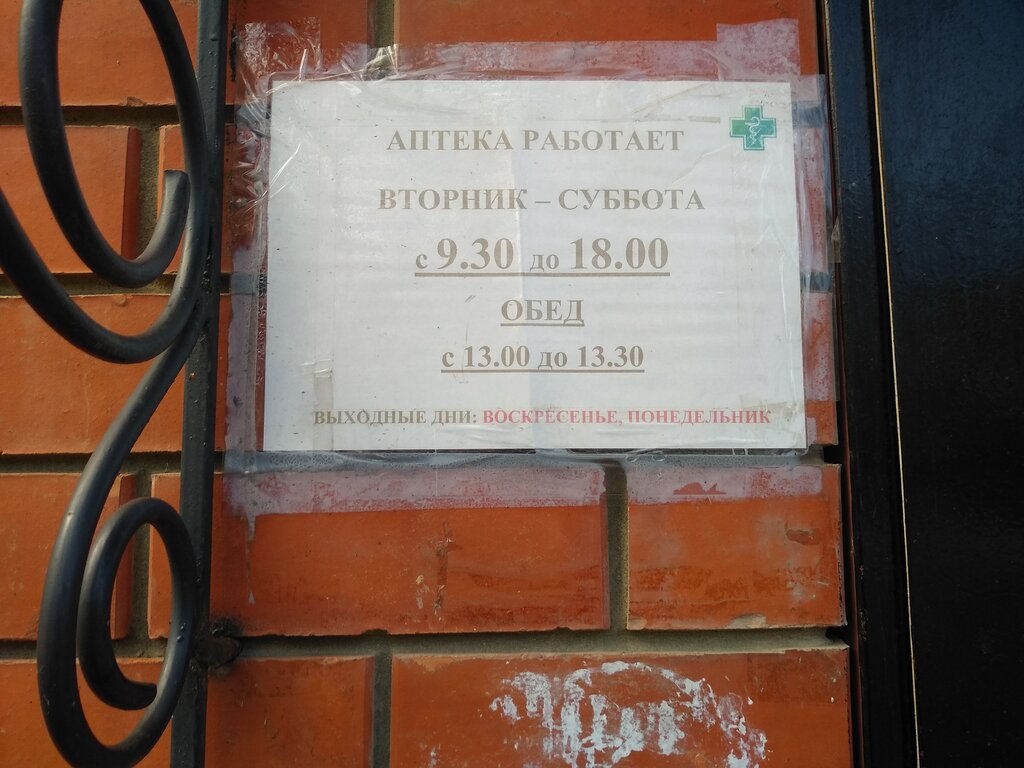 АПТЕКА РАБОТАЕТ
ВТОРНИК – СУББОТА
с 9.30 до 18.00
ОБЕД
с 13.00 до 13.30
ВЫХОДНЫЕ ДНИ: ВОСКРЕСЕНЬЕ, ПОНЕДЕЛЬНИК